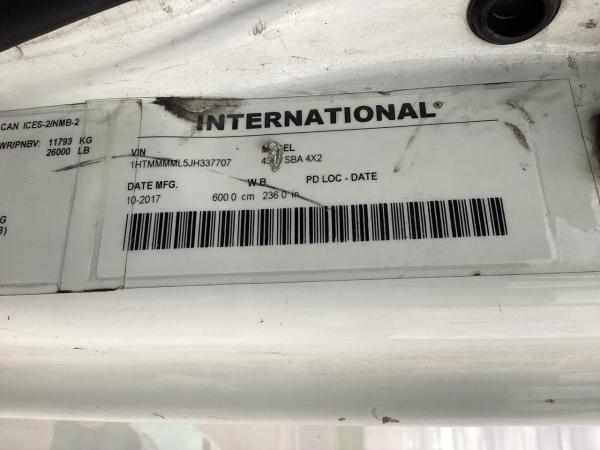 INTERNATIONAL®
CAN ICES-2/NMB-2
WR/PNBV: 11793 KG
26000 LB
VIN
1HTMMMML5JH337707
SBA 4X2
DATE MFG.
10-2017
W.B.
600 0 cm 236 0 in
PD LOC - DATE
G
B)